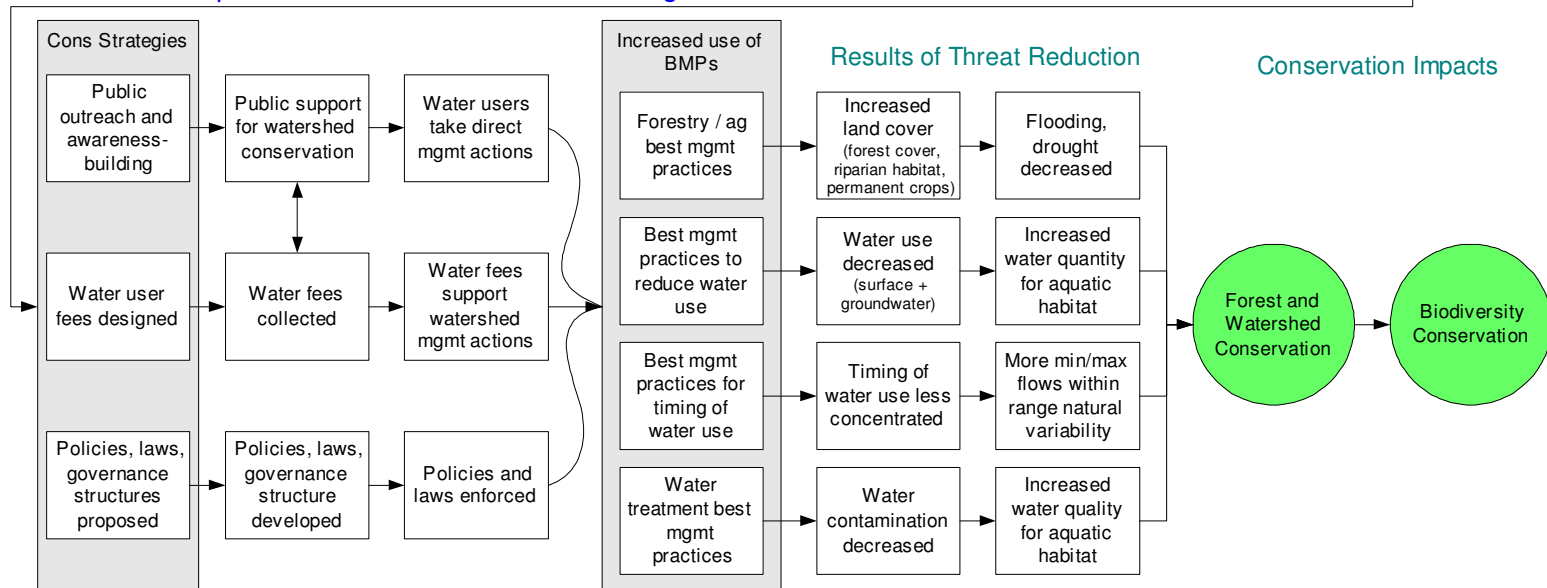 Cons Strategies
Public
outreach and
awareness-
building
Water user
fees designed
Policies, laws,
governance
structures
proposed
Public support
for watershed
conservation
Water fees
collected
Policies, laws,
governance
structure
developed
Water users
take direct
mgmt actions
Water fees
support
watershed
mgmt actions
Policies and
laws enforced
Increased use of
BMPs
Forestry / ag
best mgmt
practices
Best mgmt
practices to
reduce water
use
Best mgmt
practices for
timing of
water use
Water
treatment best
mgmt
practices
Results of Threat Reduction
Increased
land cover
(forest cover,
riparian habitat,
permanent crops)
Water use
decreased
(surface +
groundwater)
Timing of
water use less
concentrated
Water
contamination
decreased
Flooding,
drought
decreased
Increased
water quantity
for aquatic
habitat
More min/max
flows within
range natural
variability
Increased
water quality
for aquatic
habitat
Conservation Impacts
Forest and
Watershed
Conservation
Biodiversity
Conservation